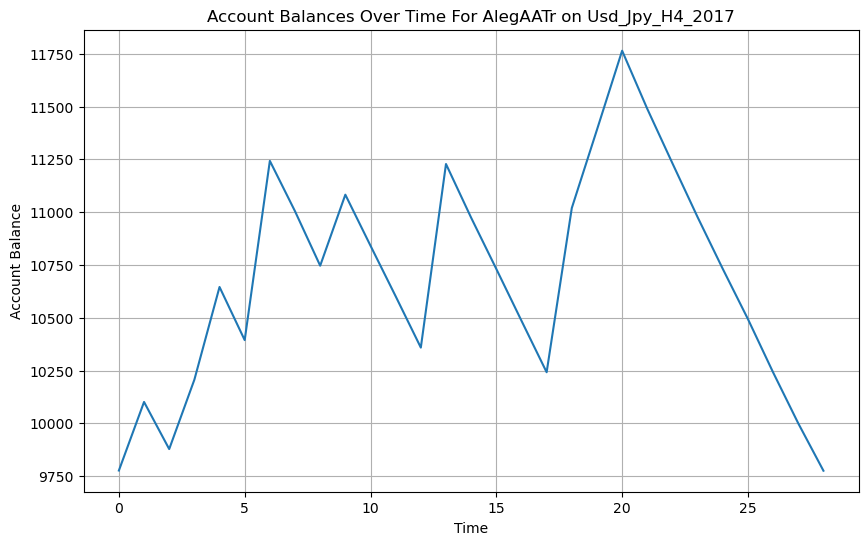 Account Balances Over Time For AlegAATr on Usd_Jpy_H4_2017
Account Balance
11750
11500
11250
11000
10750
10500
10250
10000
9750
0 5 10 15 20 25
Time